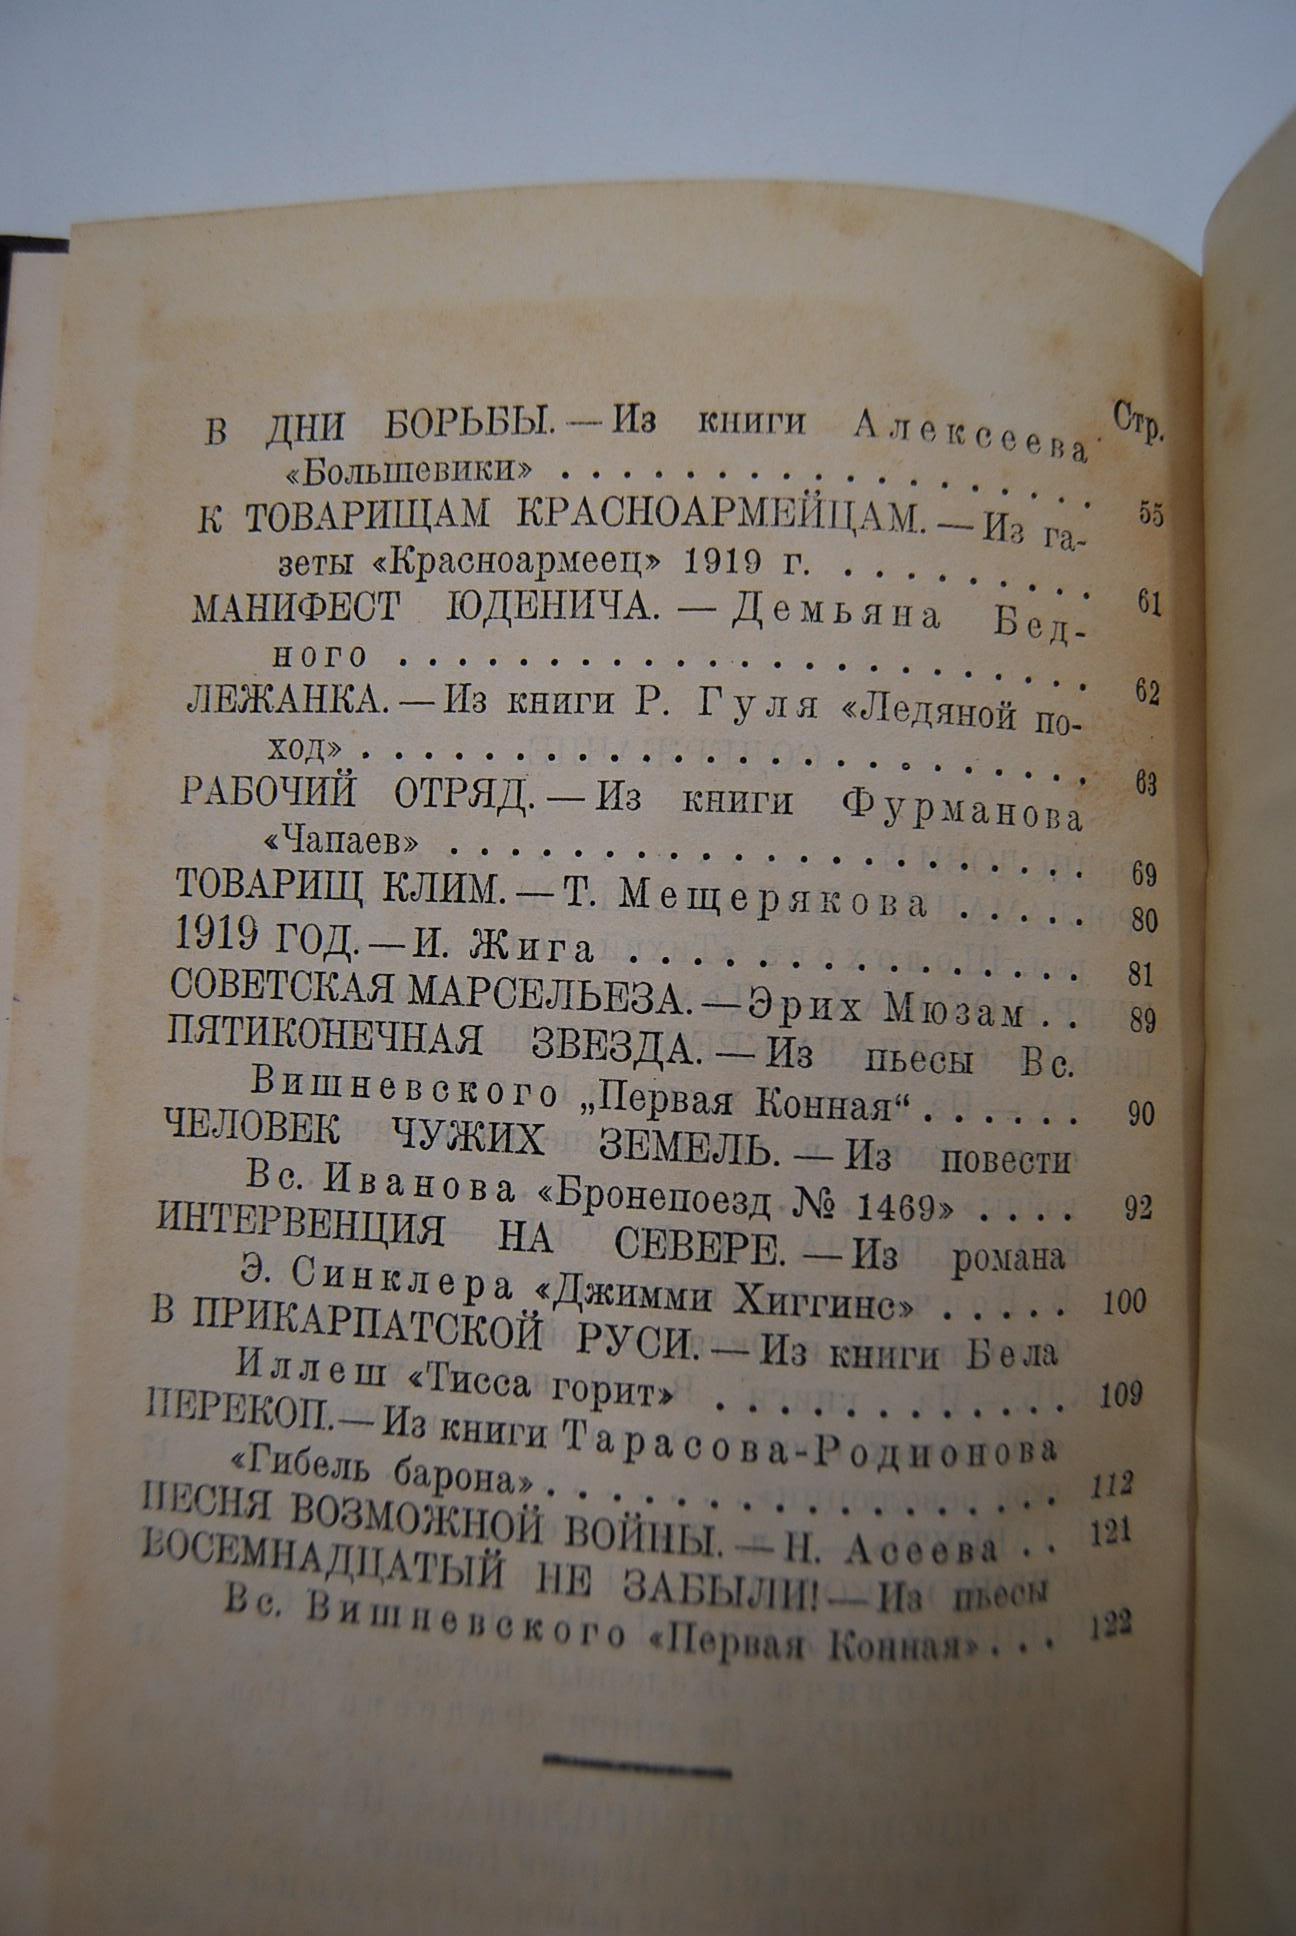 Стр.
В ДНИ БОРЬБЫ. — Из книги Алексеева
«Большевики» . . . . . . . . . . . . . . . . . . 55
К ТОВАРИЩАМ КРАСНОАРМЕЙЦАМ. — Из га-
зеты «Красноармеец» 1919 г. . . . . . . . . . 61
МАНИФЕСТ ЮДЕНИЧА. — Демьяна Бед-
ного . . . . . . . . . . . . . . . . . . . . . . . 62
ЛЕЖАНКА. — Из книги Р. Гуля «Ледяной по-
ход» . . . . . . . . . . . . . . . . . . . . . . . . 63
РАБОЧИЙ ОТРЯД. — Из книги Фурманова
«Чапаев» . . . . . . . . . . . . . . . . . . . . . 69
ТОВАРИЩ КЛИМ. — Т. Мещерякова . . . . . 80
1919 ГОД. — И. Жига . . . . . . . . . . . . . . . 81
СОВЕТСКАЯ МАРСЕЛЬЕЗА. — Эрих Мюзам . . 89
ПЯТИКОНЕЧНАЯ ЗВЕЗДА. — Из пьесы Вс.
Вишневского „Первая Конная“ . . . . . . 90
ЧЕЛОВЕК ЧУЖИХ ЗЕМЕЛЬ. — Из повести
Вс. Иванова «Бронепоезд № 1469» . . . . 92
ИНТЕРВЕНЦИЯ НА СЕВЕРЕ. — Из романа
Э. Синклера «Джимми Хиггинс» . . . . . 100
В ПРИКАРПАТСКОЙ РУСИ. — Из книги Бела
Иллеш «Тисса горит» . . . . . . . . . . . . 109
ПЕРЕКОП. — Из книги Тарасова-Родионова
«Гибель барона» . . . . . . . . . . . . . . . . . 112
ПЕСНЯ ВОЗМОЖНОЙ ВОЙНЫ. — Н. Асеева . . 121
ВОСЕМНАДЦАТЫЙ НЕ ЗАБЫЛИ! — Из пьесы
Вс. Вишневского «Первая Конная» . . . 122